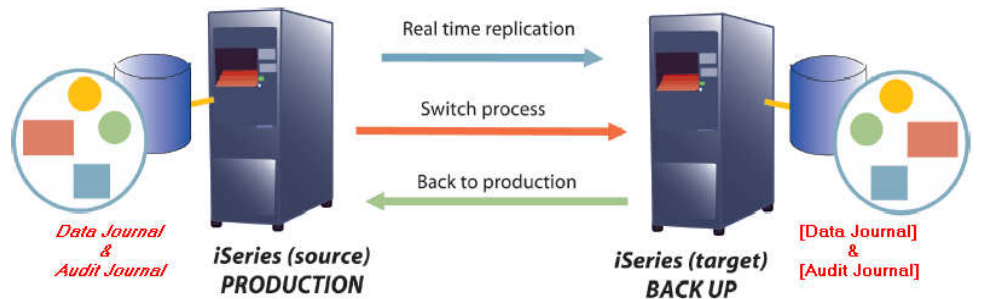 Real time replication
Switch process
Back to production
Data Journal
&
Audit Journal
iSeries (source)
PRODUCTION
iSeries (target)
BACK UP
[Data Journal]
&
[Audit Journal]